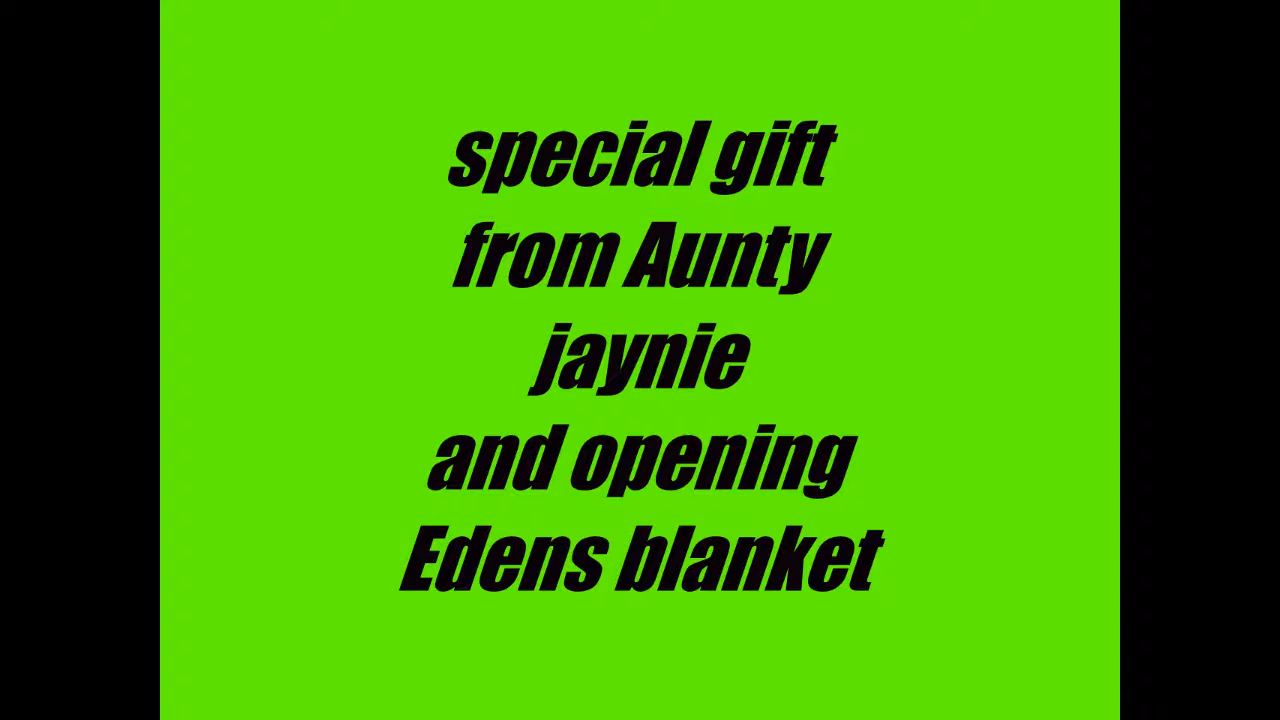 special gift
from Aunty
jaynie
and opening
Edens blanket